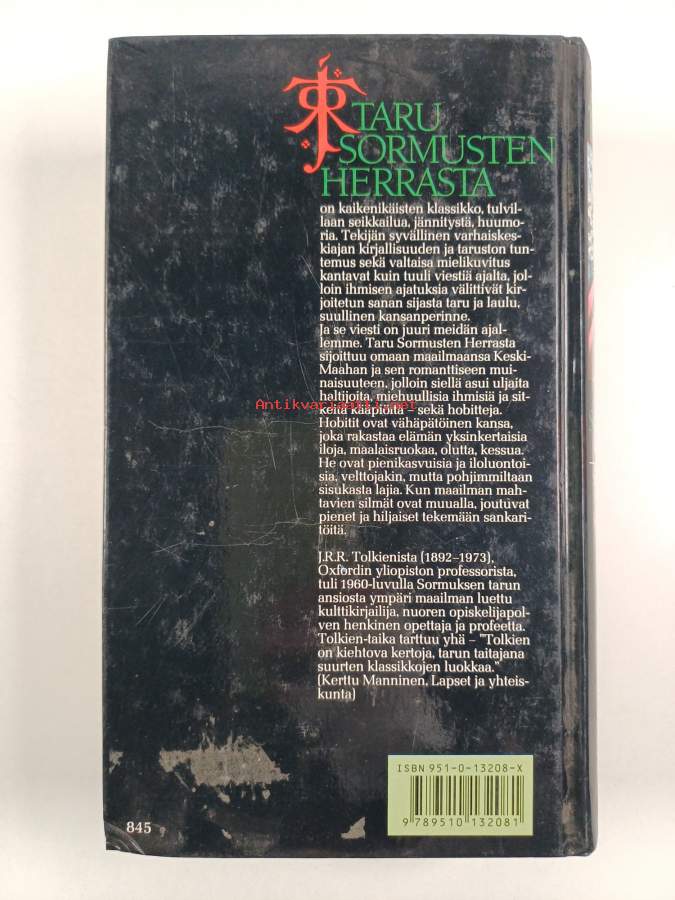 TARU
SORMUSTEN
HERRASTA
on kaikenikäisten klassikko, tulvil-
laan seikkailua, jännitystä, huumo-
ria. Tekijän syvällinen varhaiskes-
kiajan kirjallisuuden ja taruston tun-
temus sekä valtaisa mielikuvitus
kantavat kuin tuuli viestiä ajalta, jol-
loin ihmisen ajatuksia välittivät kir-
joitetun sanan sijasta taru ja laulu,
suullinen kansanperinne.
Ja se viesti on juuri meidän ajal-
lemme. Taru Sormusten Herrasta
sijoittuu omaan maailmaansa Keski-
Maahan ja sen romanttiseen mui-
naisuuteen, jolloin siellä asui uljaita
haltijoita, miehuullisia ihmisiä ja sit-
Antikvariaatti.net
keitä kääpiöitä – sekä hobitteja.
Hobitit ovat vähäpätöinen kansa,
joka rakastaa elämän yksinkertaisia
iloja, maalaisruokaa, olutta, kessua.
He ovat pienikasvuisia ja iloluontoi-
sia, velttojakin, mutta pohjimmiltaan
sisukasta lajia. Kun maailman mah-
tavien silmät ovat muualla, joutuvat
pienet ja hiljaiset tekemään sankari-
töitä.
J.R.R. Tolkienista (1892–1973),
Oxfordin yliopiston professorista,
tuli 1960-luvulla Sormuksen tarun
ansiosta ympäri maailman luettu
kulttikirjailija, nuoren opiskelijapol-
ven henkinen opettaja ja profeetta.
Tolkien-taika tarttuu yhä – "Tolkien
on kiehtova kertoja, tarun taitajana
suurten klassikkojen luokkaa."
(Kerttu Manninen, Lapset ja yhteis-
kunta)
ISBN 951-0-13208-X
9 789510 132081
845